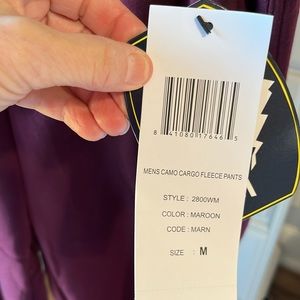 8 41080 17646 5
MENS CAMO CARGO FLEECE PANTS
STYLE : 2800WM
COLOR : MAROON
CODE : MARN
SIZE : M